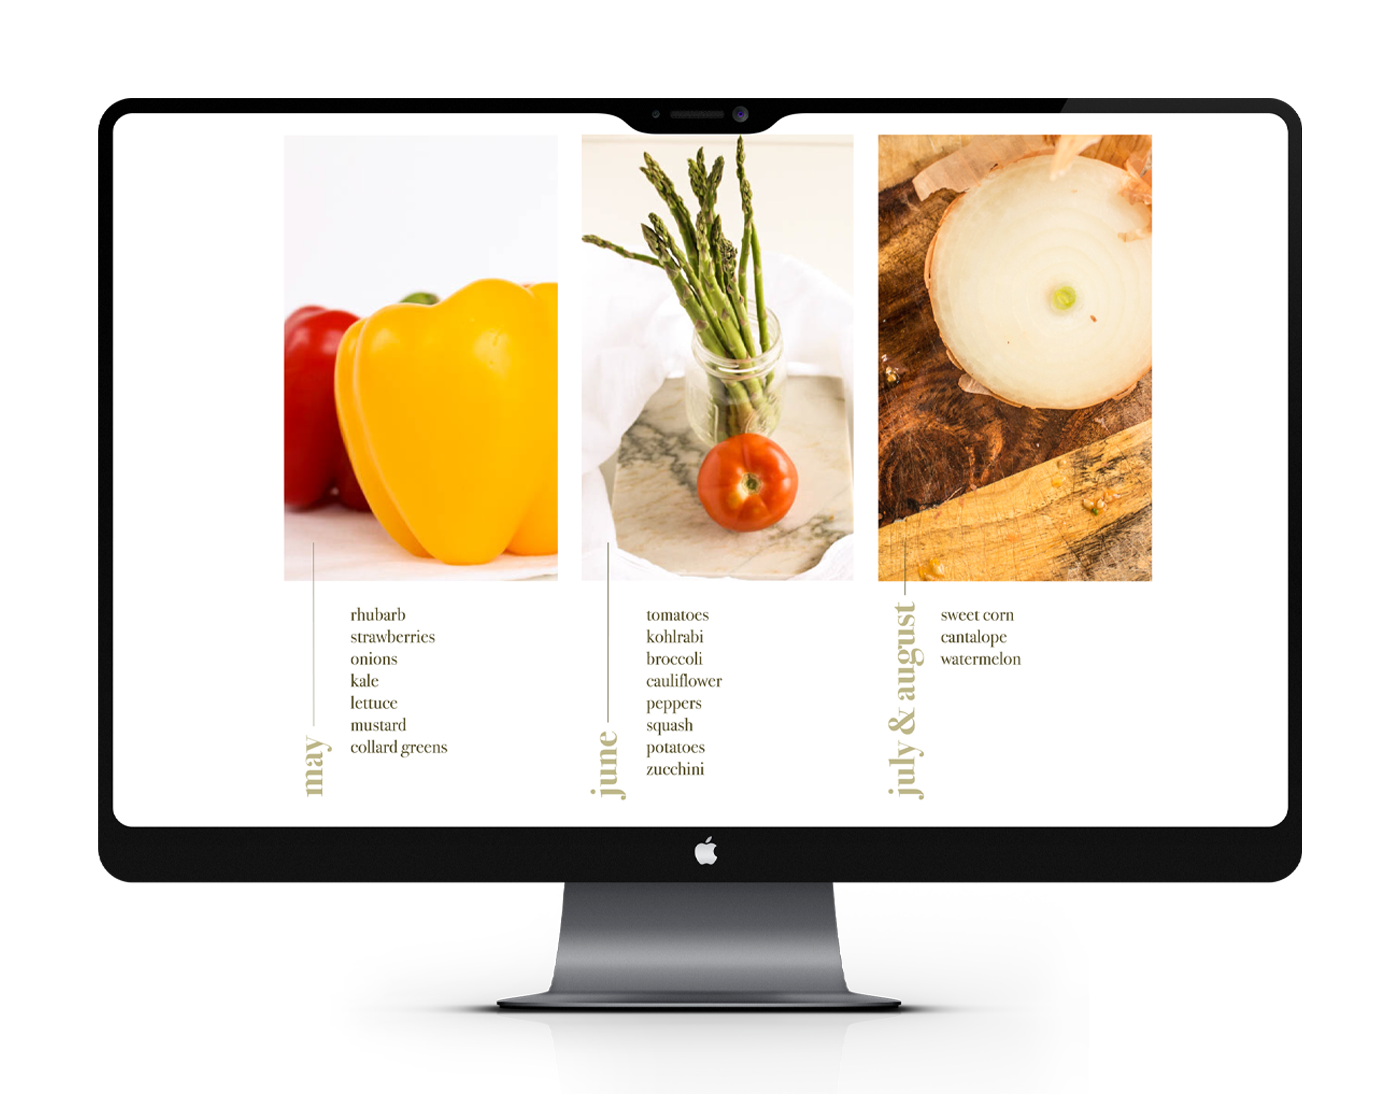 may
rhubarb
strawberries
onions
kale
lettuce
mustard
collard greens
june
tomatoes
kohlrabi
broccoli
cauliflower
peppers
squash
potatoes
zucchini
july & august
sweet corn
cantalope
watermelon